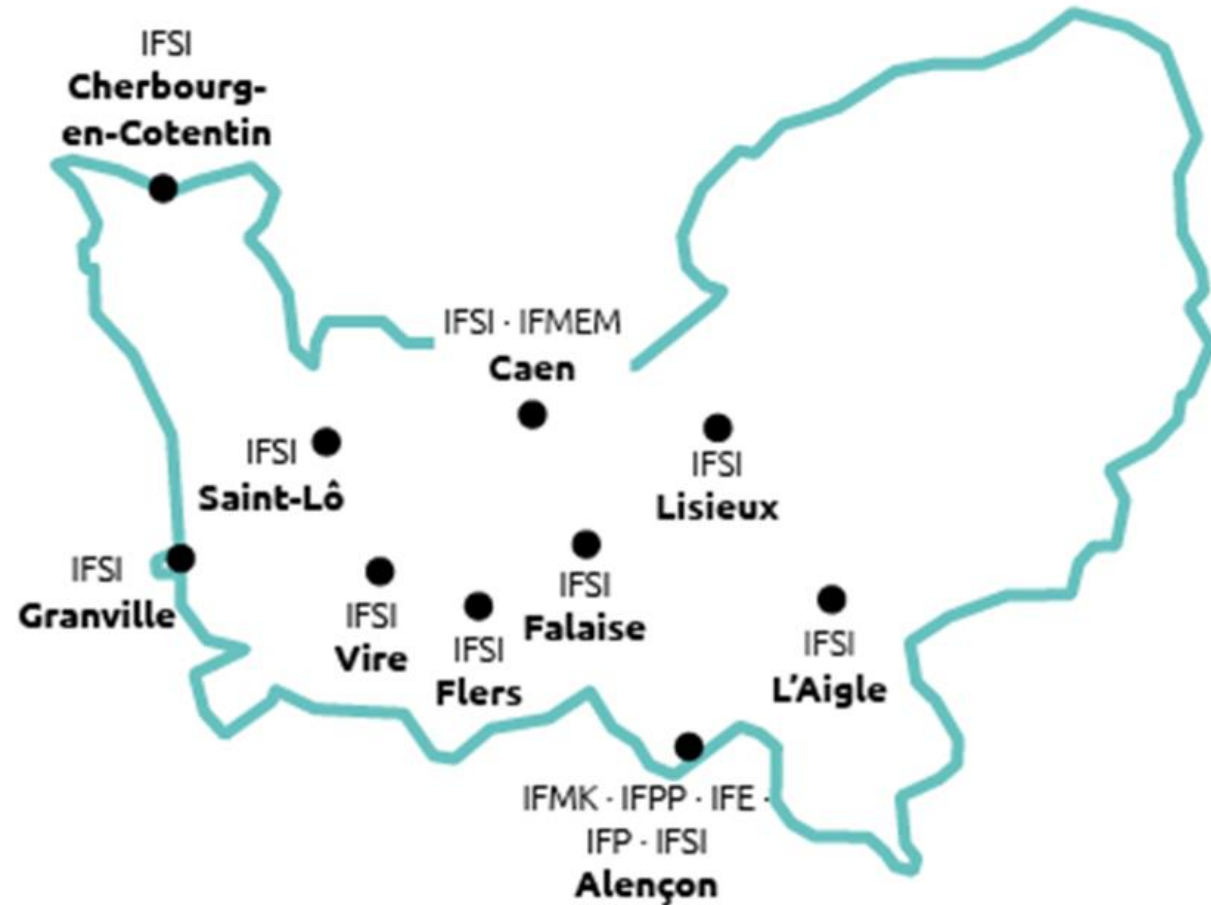 IFSI
Cherbourg-
en-Cotentin
IFSI · IFMEM
Caen
IFSI
Saint-Lô
IFSI
Lisieux
IFSI
Granville
IFSI
Vire
IFSI
Flers
IFSI
Falaise
IFSI
L'Aigle
IFMK · IFPP · IFE ·
IFP · IFSI
Alençon